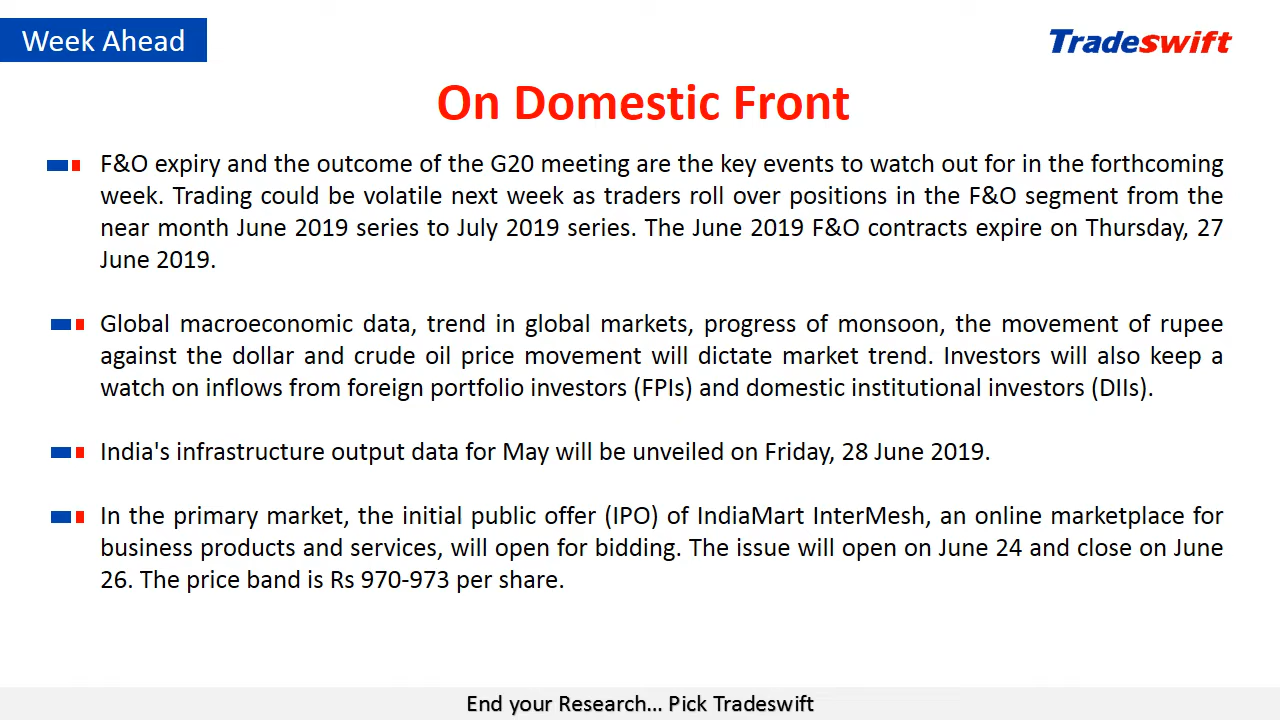 Week Ahead
Tradeswift
On Domestic Front
F&O expiry and the outcome of the G20 meeting are the key events to watch out for in the forthcoming
week. Trading could be volatile next week as traders roll over positions in the F&O segment from the
near month June 2019 series to July 2019 series. The June 2019 F&O contracts expire on Thursday, 27
June 2019.
Global macroeconomic data, trend in global markets, progress of monsoon, the movement of rupee
against the dollar and crude oil price movement will dictate market trend. Investors will also keep a
watch on inflows from foreign portfolio investors (FPIs) and domestic institutional investors (DIIs).
India's infrastructure output data for May will be unveiled on Friday, 28 June 2019.
In the primary market, the initial public offer (IPO) of IndiaMart InterMesh, an online marketplace for
business products and services, will open for bidding. The issue will open on June 24 and close on June
26. The price band is Rs 970-973 per share.
End your Research... Pick Tradeswift